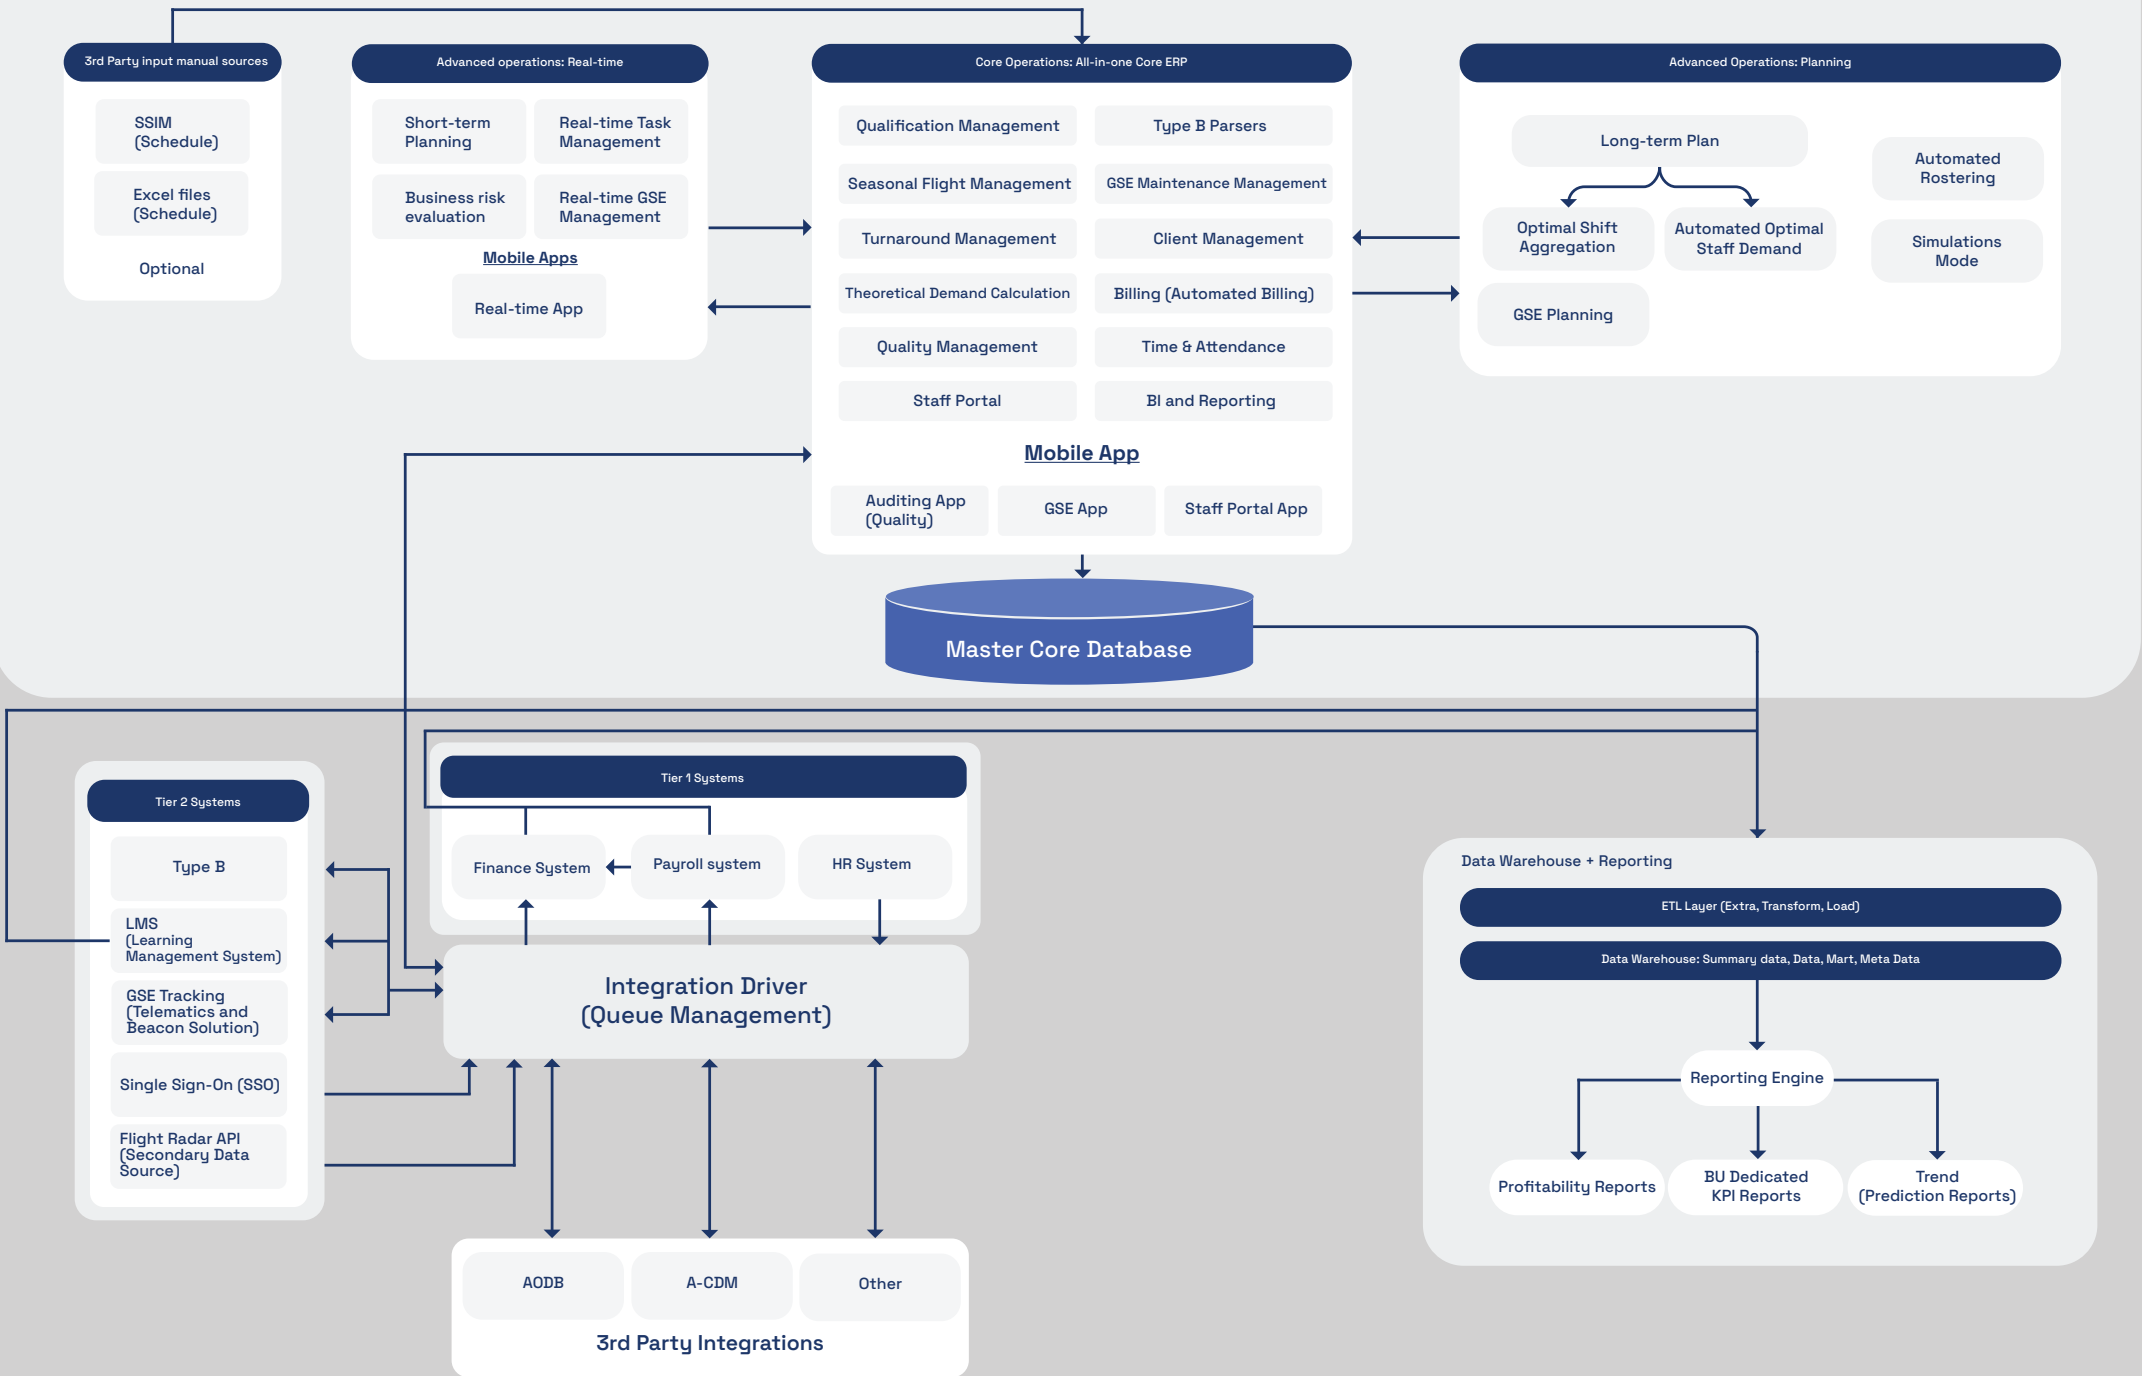 3rd Party input manual sources
SSIM
(Schedule)
Excel files
(Schedule)
Optional
Advanced operations: Real-time
Short-term
Planning
Real-time Task
Management
Business risk
evaluation
Real-time GSE
Management
Mobile Apps
Real-time App
Core Operations: All-in-one Core ERP
Qualification Management
Type B Parsers
Seasonal Flight Management
GSE Maintenance Management
Turnaround Management
Client Management
Theoretical Demand Calculation
Billing (Automated Billing)
Quality Management
Time & Attendance
Staff Portal
BI and Reporting
Mobile App
Auditing App
(Quality)
GSE App
Staff Portal App
Advanced Operations: Planning
Long-term Plan
Automated
Rostering
Optimal Shift
Aggregation
Automated Optimal
Staff Demand
Simulations
Mode
GSE Planning
Master Core Database
Tier 2 Systems
Type B
LMS
(Learning
Management System)
GSE Tracking
(Telematics and
Beacon Solution)
Single Sign-On (SSO)
Flight Radar API
(Secondary Data
Source)
Tier 1 Systems
Finance System
Payroll system
HR System
Integration Driver
(Queue Management)
AODB
A-CDM
Other
3rd Party Integrations
Data Warehouse + Reporting
ETL Layer (Extra, Transform, Load)
Data Warehouse: Summary data, Data, Mart, Meta Data
Reporting Engine
Profitability Reports
BU Dedicated
KPI Reports
Trend
(Prediction Reports)